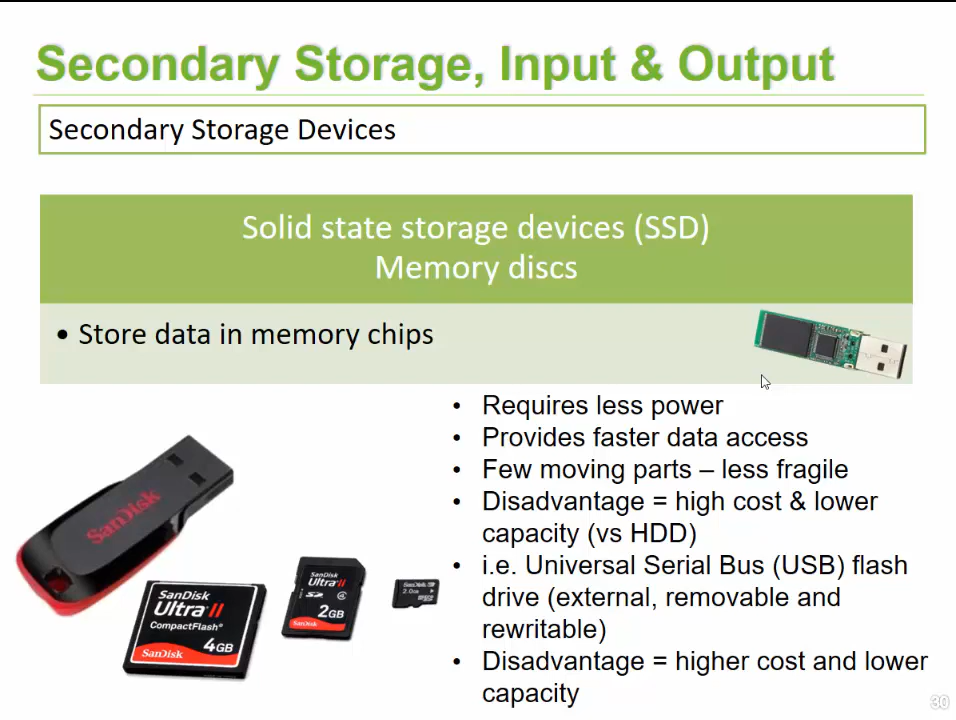 Secondary Storage, Input & Output
Secondary Storage Devices
Solid state storage devices (SSD)
Memory discs
• Store data in memory chips
• Requires less power
• Provides faster data access
• Few moving parts – less fragile
• Disadvantage = high cost & lower
capacity (vs HDD)
• i.e. Universal Serial Bus (USB) flash
drive (external, removable and
rewritable)
• Disadvantage = higher cost and lower
capacity
SanDisk
SanDisk
Ultra II
CompactFlash
4GB
SanDisk
SanDisk
Ultra II
2GB
SanDisk
SanDisk
30